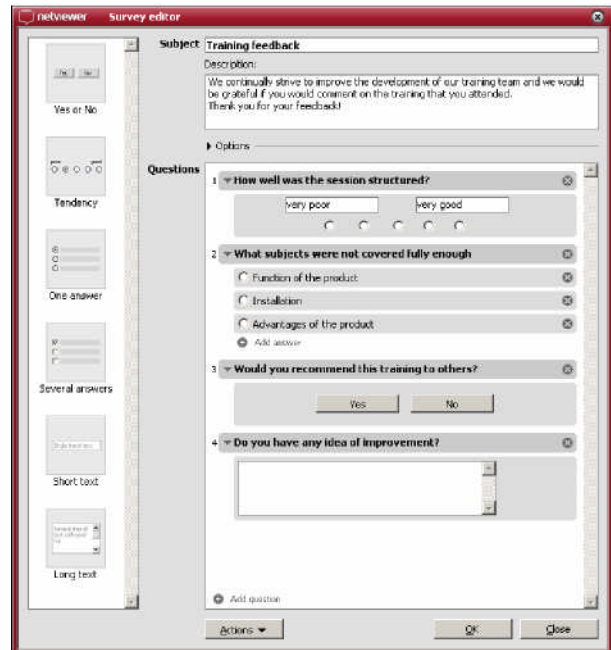 netviewer Survey editor
Subject Training feedback
Description:
We continually strive to improve the development of our training team and we would
be grateful if you would comment on the training that you attended.
Thank you for your feedback!
Options
Questions
Yes No
Yes or No
Tendency
One answer
Several answers
Short text
Long text
1 How well was the session structured?
very poor very good
2 What subjects were not covered fully enough
Function of the product
Installation
Advantages of the product
Add answer
3 Would you recommend this training to others?
Yes No
4 Do you have any idea of improvement?
Add question
Actions OK Close